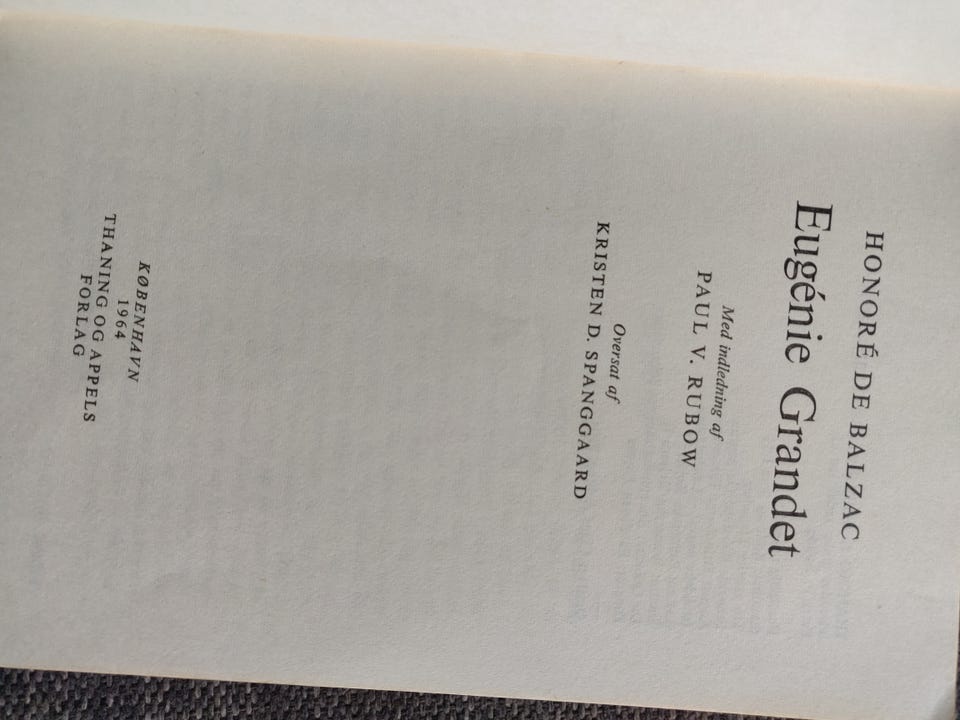 HONORÉ DE BALZAC
Eugénie Grandet
Med indledning af
PAUL V. RUBOW
Oversat af
KRISTEN D. SPANGGAARD
KØBENHAVN
1964
THANING OG APPELS
FORLAG